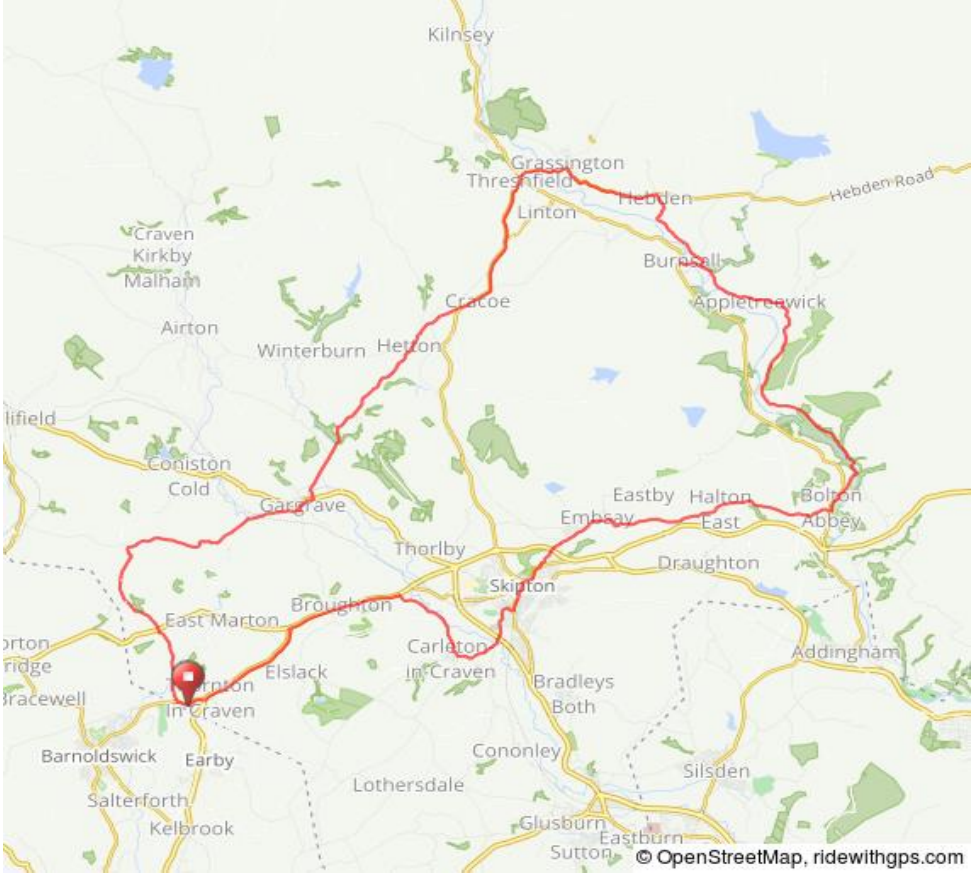 Kilnsey
Grassington
Threshfield
Hebden
Hebden Road
Linton
Craven
Kirkby
Malham
Burnsall
Appletreewick
Cracoe
Airton
Hetton
Winterburn
lifield
Coniston
Cold
Gargrave
Eastby
Halton
East
Bolton
Abbey
Embsay
Thorlby
Draughton
Skipton
Broughton
East Marton
Carleton
in Craven
Addingham
orton
ridge
Bracewell
Elslack
Thornton
In Craven
Bradleys
Both
Barnoldswick
Earby
Cononley
Silsden
Lothersdale
Salterforth
Kelbrook
Glusburn
Eastburn
Sutton
© OpenStreetMap, ridewithgps.com